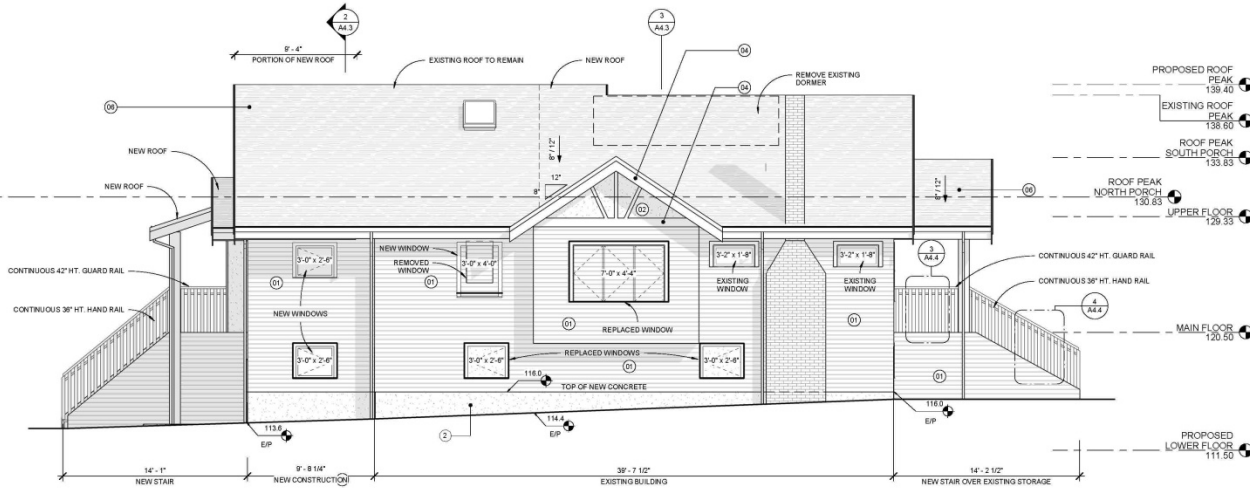 2
A4.3
3
A4.3
9' - 4"
PORTION OF NEW ROOF
EXISTING ROOF TO REMAIN
NEW ROOF
04
04
REMOVE EXISTING
DORMER
06
NEW ROOF
NEW ROOF
8" / 12"
12"
8"
02
8" / 12"
06
PROPOSED ROOF
PEAK
139.40
EXISTING ROOF
PEAK
138.60
ROOF PEAK
SOUTH PORCH
133.83
ROOF PEAK
NORTH PORCH
130.83
UPPER FLOOR
129.33
CONTINUOUS 42" HT. GUARD RAIL
CONTINUOUS 36" HT. HAND RAIL
3'-0" x 2'-6"
01
NEW WINDOWS
3'-0" x 2'-6"
NEW WINDOW
REMOVED
WINDOW
3'-0" x 4'-0"
01
7'-0" x 4'-4"
01
REPLACED WINDOW
3'-2" x 1'-8"
EXISTING
WINDOW
3'-2" x 1'-8"
EXISTING
WINDOW
01
3
A4.4
CONTINUOUS 42" HT. GUARD RAIL
CONTINUOUS 36" HT. HAND RAIL
4
A4.4
MAIN FLOOR
120.50
3'-0" x 2'-6"
REPLACED WINDOWS
01
3'-0" x 2'-6"
01
116.0
TOP OF NEW CONCRETE
2
113.6
E/P
114.4
E/P
116.0
E/P
PROPOSED
LOWER FLOOR
111.50
14' - 1"
NEW STAIR
9' - 8 1/4"
NEW CONSTRUCTION
39' - 7 1/2"
EXISTING BUILDING
14' - 2 1/2"
NEW STAIR OVER EXISTING STORAGE